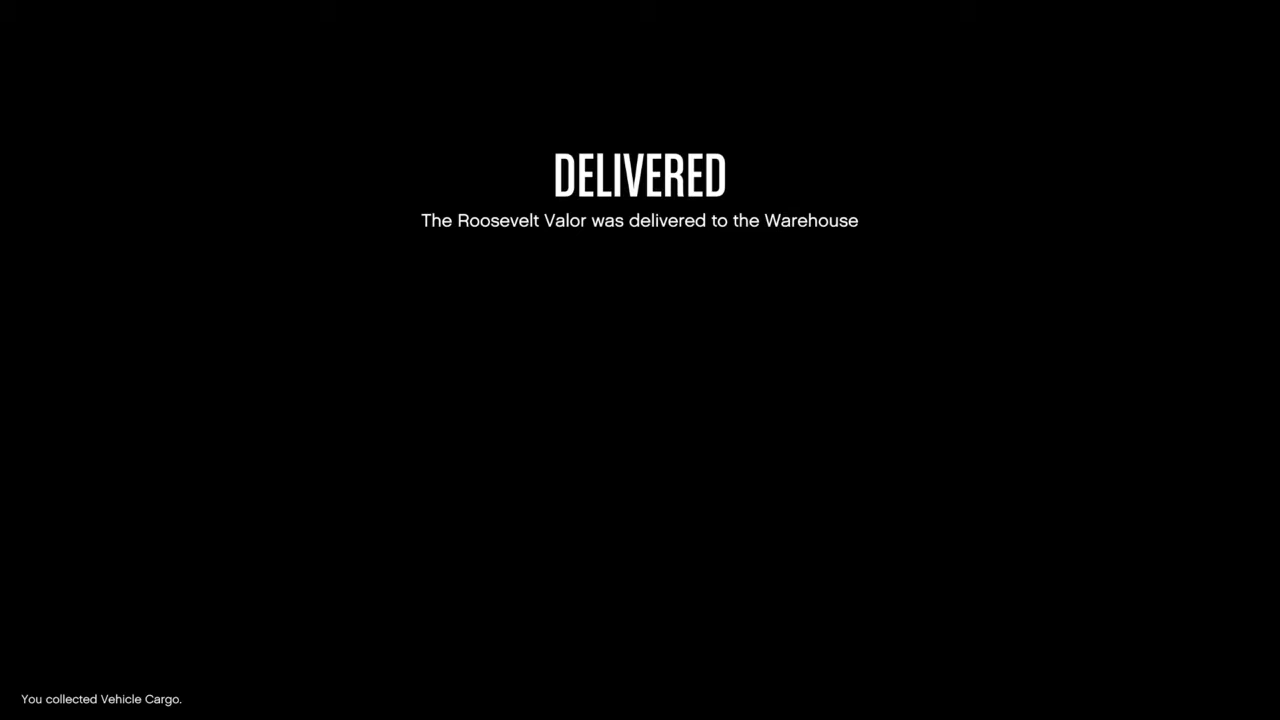 DELIVERED
The Roosevelt Valor was delivered to the Warehouse
You collected Vehicle Cargo.